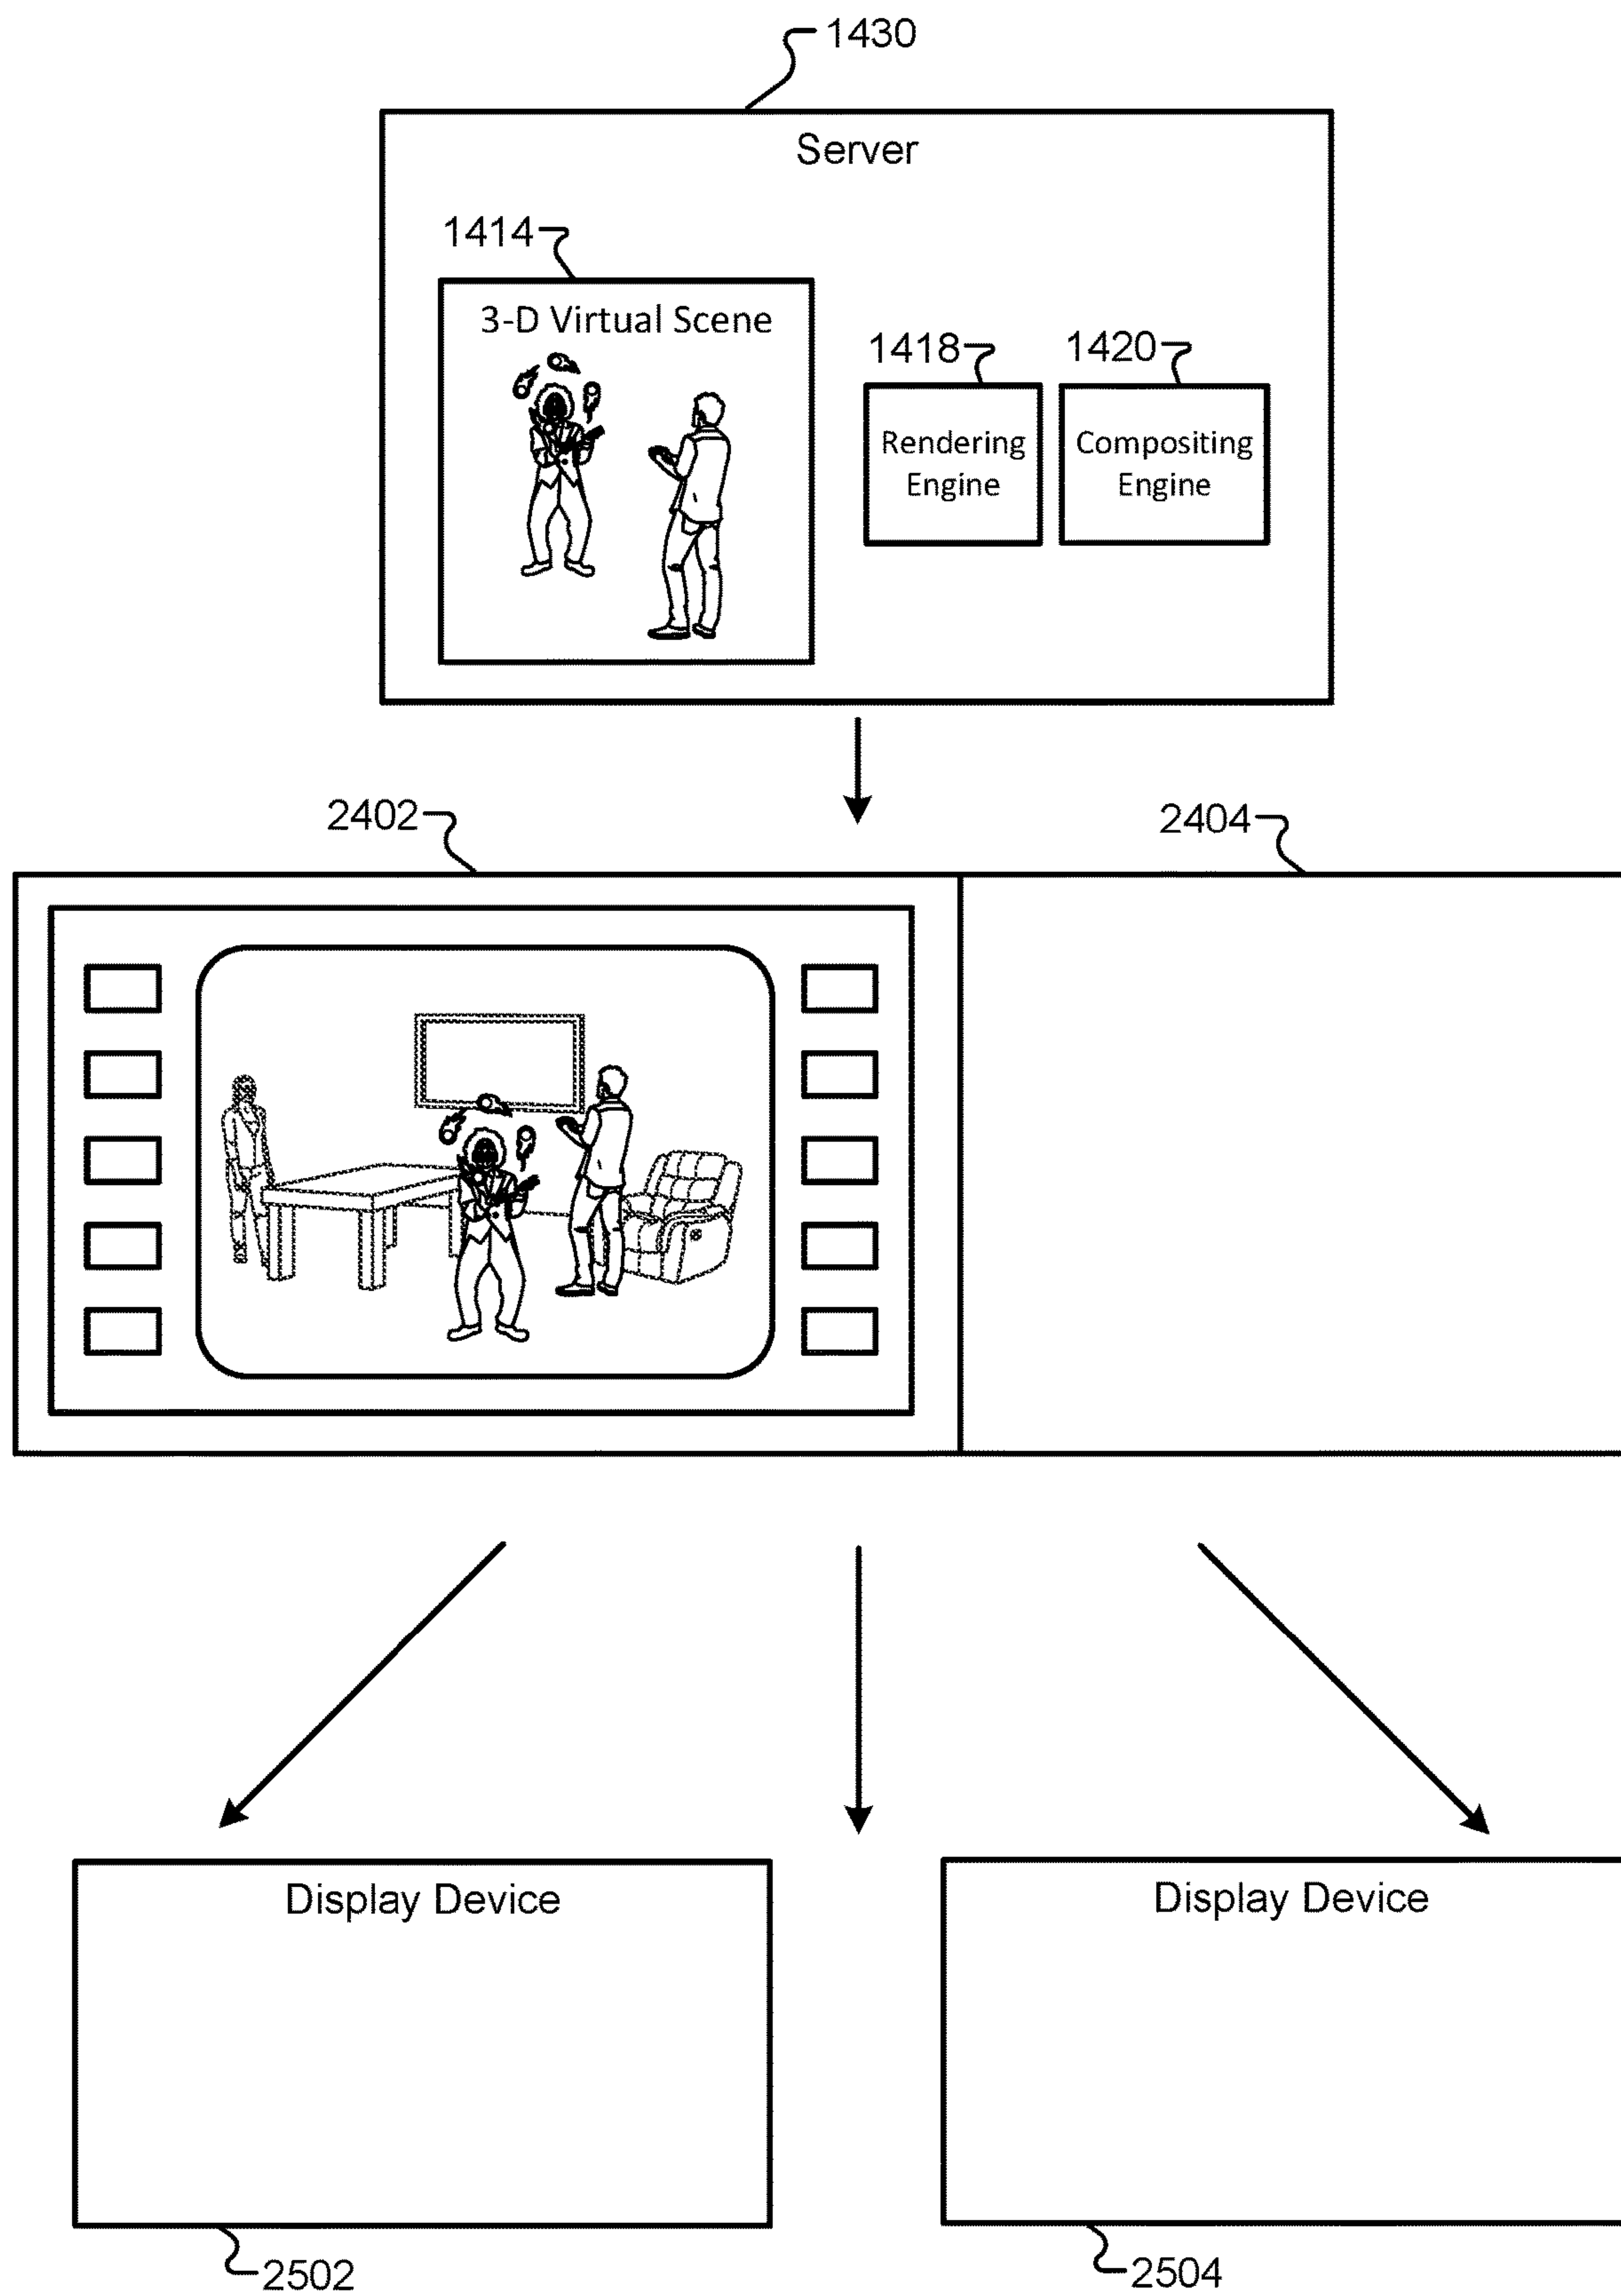 1430
Server
1414
3-D Virtual Scene
1418
1420
Rendering
Engine
Compositing
Engine
2402
2404
Display Device
Display Device
2502
2504